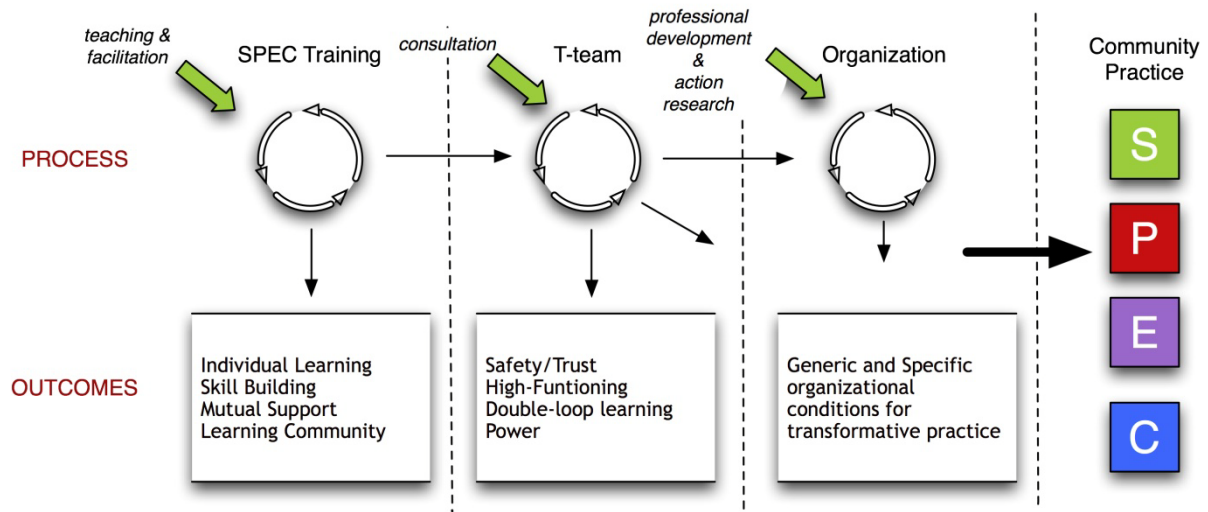 teaching &
facilitation
SPEC Training
consultation
T-team
professional
development
&
action
research
Organization
Community
Practice
PROCESS
S
P
E
C
OUTCOMES
Individual Learning
Skill Building
Mutual Support
Learning Community
Safety/Trust
High-Funtioning
Double-loop learning
Power
Generic and Specific
organizational
conditions for
transformative practice